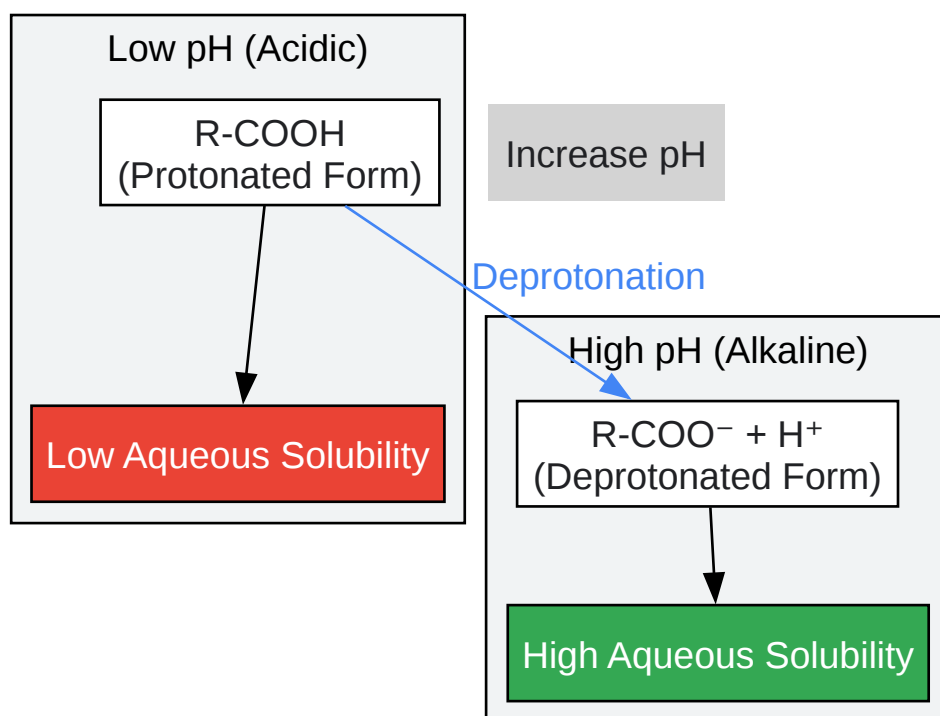 Low pH (Acidic)
R-COOH
(Protonated Form)
Increase pH
Deprotonation
Low Aqueous Solubility
High pH (Alkaline)
R-COO⁻ + H⁺
(Deprotonated Form)
High Aqueous Solubility